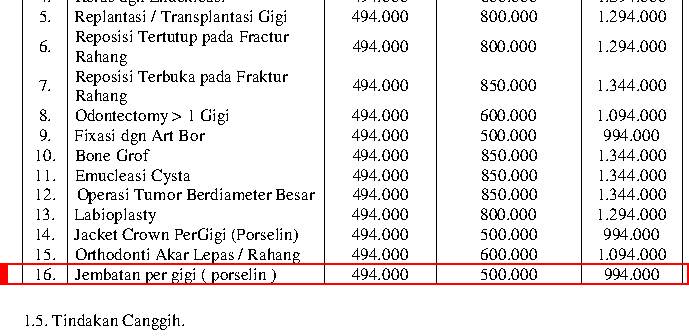 5. Replantasi / Transplantasi Gigi 494.000 800.000 1.294.000
6. Reposisi Tertutup pada Fractur Rahang 494.000 800.000 1.294.000
7. Reposisi Terbuka pada Fraktur Rahang 494.000 850.000 1.344.000
8. Odontectomy > 1 Gigi 494.000 600.000 1.094.000
9. Fixasi dgn Art Bor 494.000 500.000 994.000
10. Bone Grof 494.000 850.000 1.344.000
11. Emucleasi Cysta 494.000 850.000 1.344.000
12. Operasi Tumor Berdiameter Besar 494.000 850.000 1.344.000
13. Labioplasty 494.000 800.000 1.294.000
14. Jacket Crown PerGigi (Porselin) 494.000 500.000 994.000
15. Orthodonti Akar Lepas / Rahang 494.000 600.000 1.094.000
16. Jembatan per gigi ( porselin ) 494.000 500.000 994.000
1.5. Tindakan Canggih.